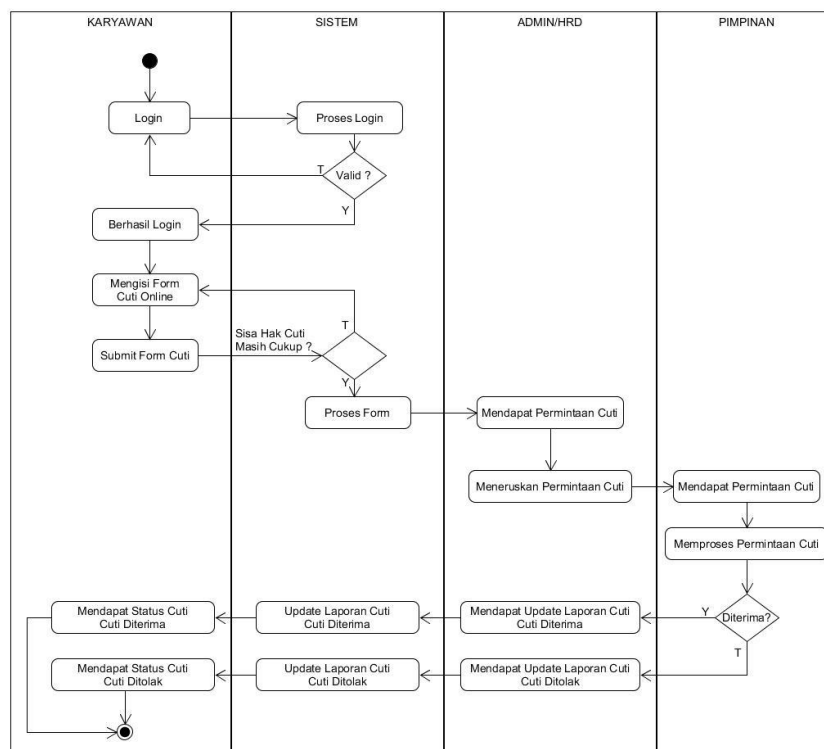 KARYAWAN
SISTEM
ADMIN/HRD
PIMPINAN
Login
Proses Login
T
Valid ?
Y
Berhasil Login
Mengisi Form
Cuti Online
T
Sisa Hak Cuti
Masih Cukup ?
Submit Form Cuti
Y
Proses Form
Mendapat Permintaan Cuti
Meneruskan Permintaan Cuti
Mendapat Permintaan Cuti
Memproses Permintaan Cuti
Mendapat Status Cuti
Cuti Diterima
Update Laporan Cuti
Cuti Diterima
Mendapat Update Laporan Cuti
Cuti Diterima
Y
Diterima?
T
Mendapat Status Cuti
Cuti Ditolak
Update Laporan Cuti
Cuti Ditolak
Mendapat Update Laporan Cuti
Cuti Ditolak